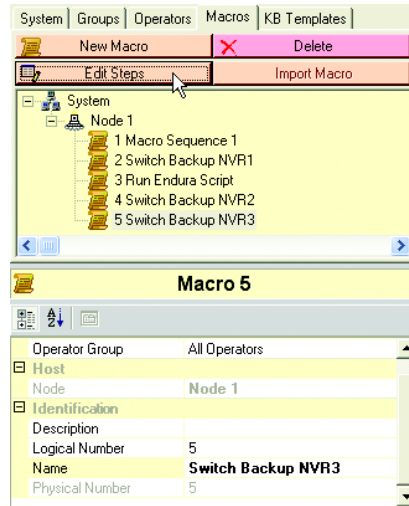 System Groups Operators Macros KB Templates
New Macro Delete
Edit Steps Import Macro
System
Node 1
1 Macro Sequence 1
2 Switch Backup NVR1
3 Run Endura Script
4 Switch Backup NVR2
5 Switch Backup NVR3
Macro 5
Operator Group All Operators
Host
Node Node 1
Identification
Description
Logical Number 5
Name Switch Backup NVR3
Physical Number 5